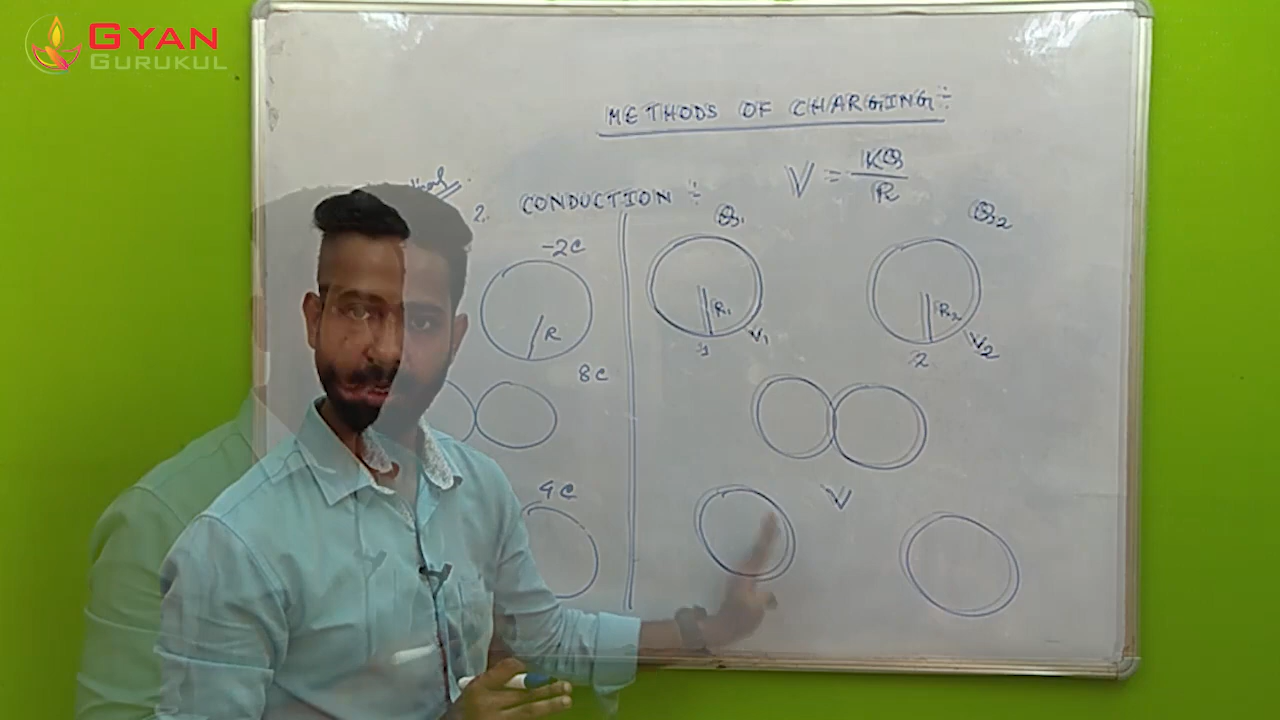 GYAN
GURUKUL
METHODS OF CHARGING :-
V = KQ/R
2. CONDUCTION :-
-2C
R
8C
4C
Q1
R1
V1
1
Q2
R2
V2
2
V